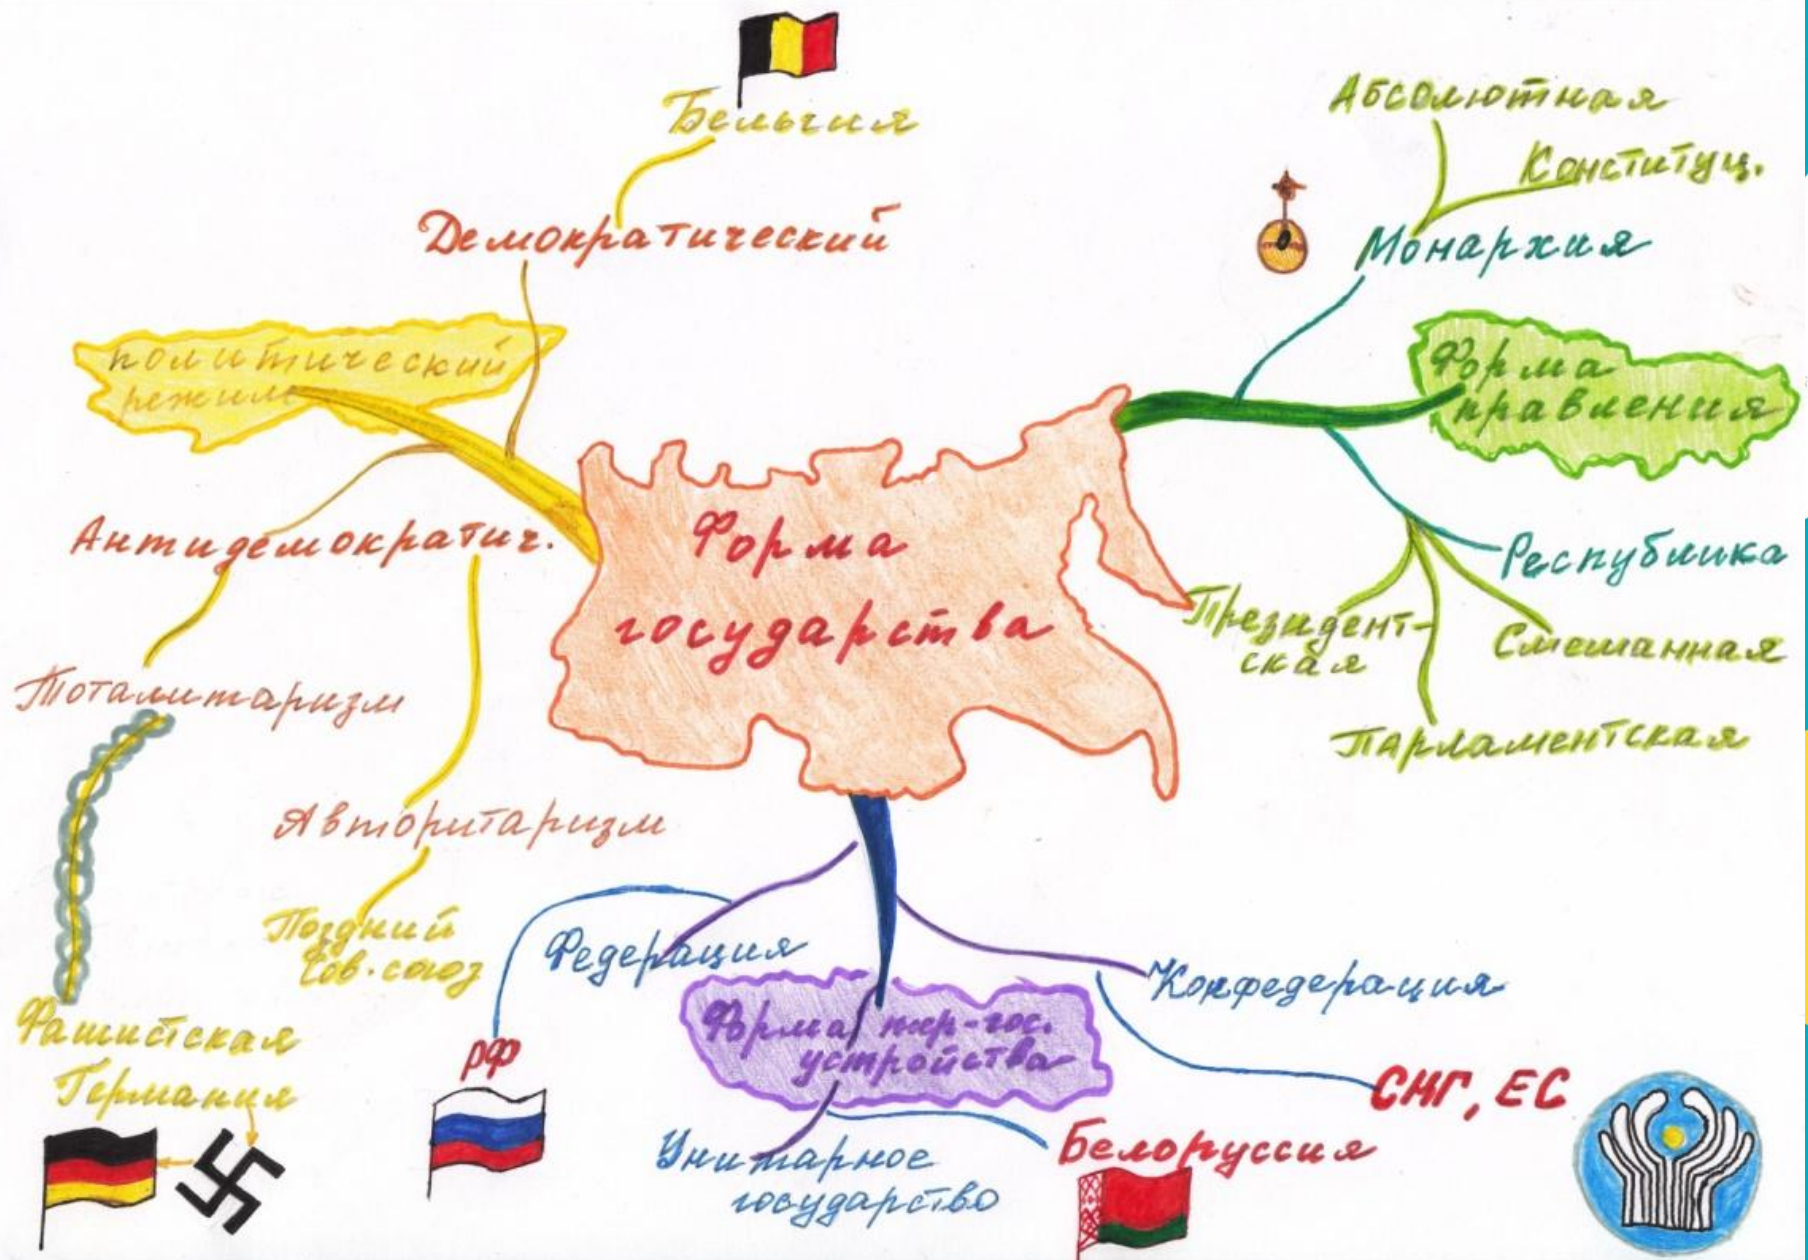 Бельгия
Демократический
политический
режим
Антидемократич.
Тоталитаризм
Авторитаризм
Поздний
Сов. союз
Фашистская
Германия
Форма
государства
Абсолютная
Конституц.
Монархия
Форма
правления
Республика
Президент-
ская
Смешанная
Парламентская
Федерация
РФ
Форма тер-гос.
устройства
Унитарное
государство
Белоруссия
Конфедерация
СНГ, ЕС